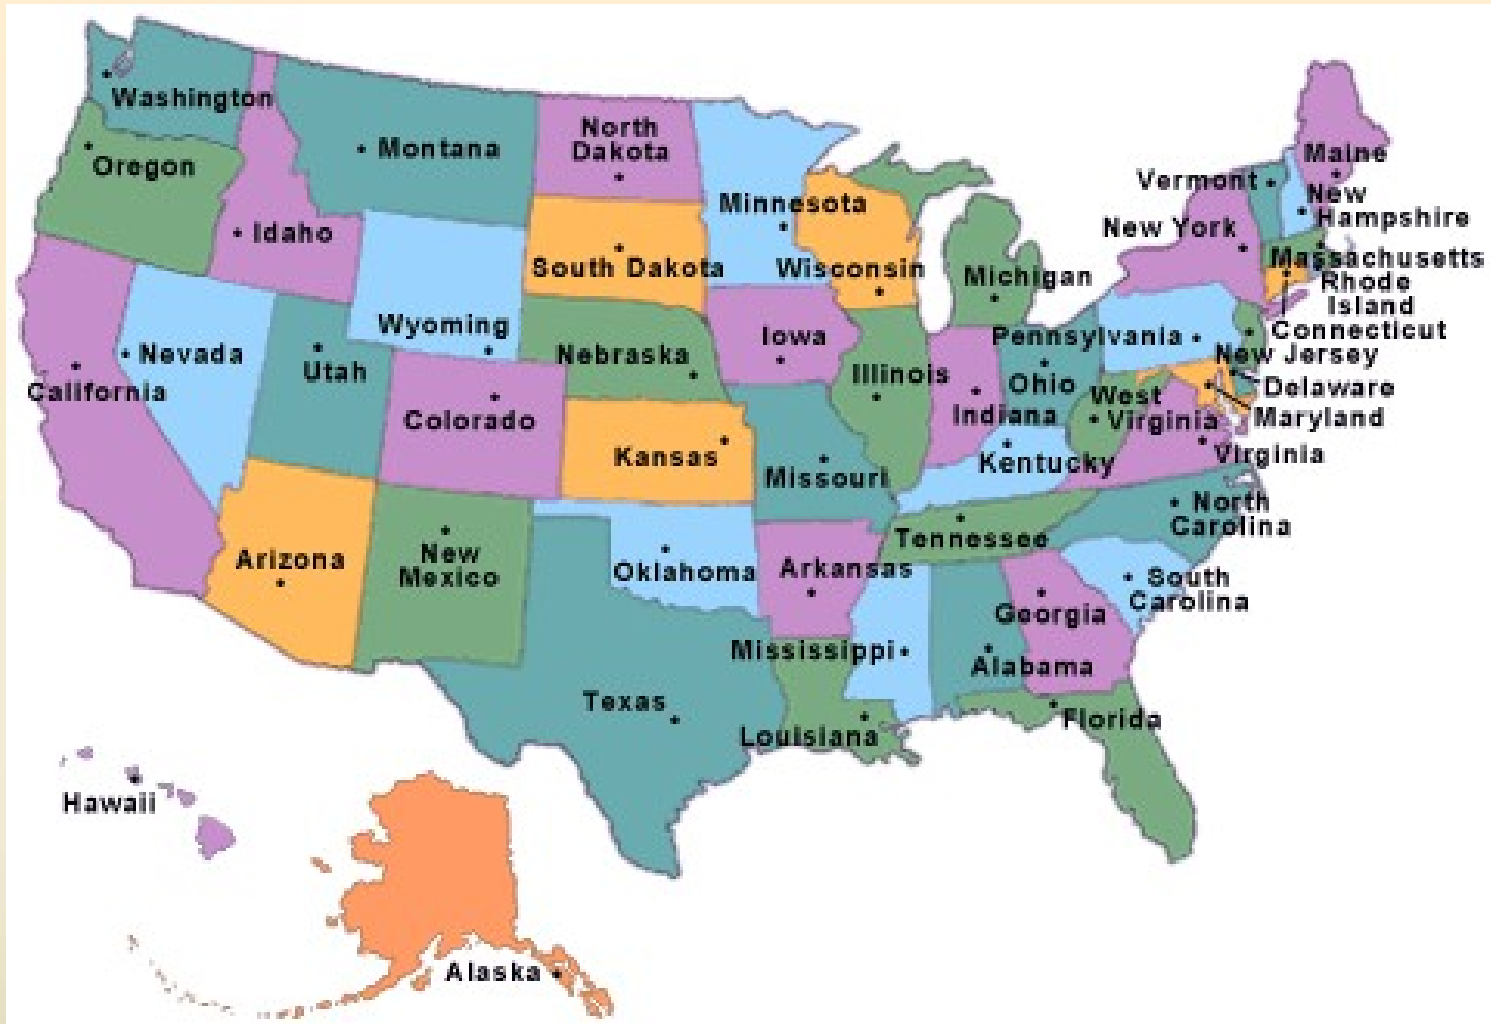 Washington
Oregon
Montana
Idaho
North
Dakota
Minnesota
South Dakota
Wisconsin
Michigan
Vermont
Maine
New
Hampshire
New York
Massachusetts
Rhode
Island
Connecticut
Pennsylvania
New Jersey
Delaware
Maryland
Wyoming
Nevada
Utah
California
Colorado
Nebraska
Iowa
Illinois
Indiana
Ohio
West
Virginia
Virginia
Kansas
Missouri
Kentucky
North
Carolina
Tennessee
Arizona
New
Mexico
Oklahoma
Arkansas
South
Carolina
Georgia
Mississippi
Alabama
Texas
Louisiana
Florida
Hawaii
Alaska